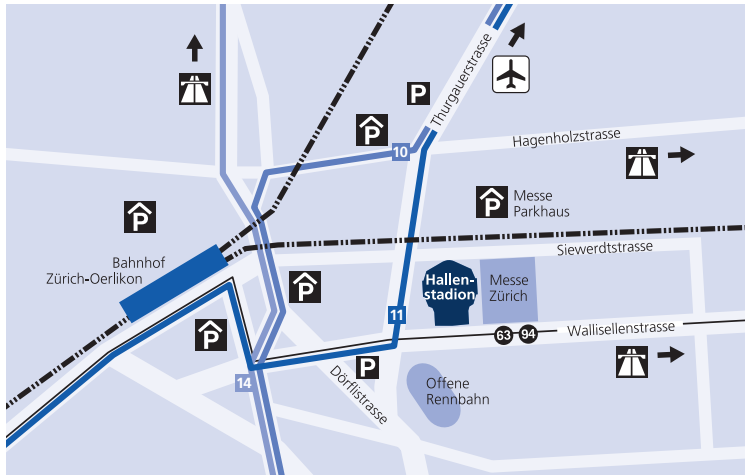 Thurgauerstrasse
P
P
10
Hagenholzstrasse
P
Messe
Parkhaus
P
Bahnhof
Zürich-Oerlikon
Siewerdtstrasse
P
Hallen-
stadion
Messe
Zürich
11
P
63 94
Wallisellenstrasse
P
14
Dörflistrasse
Offene
Rennbahn